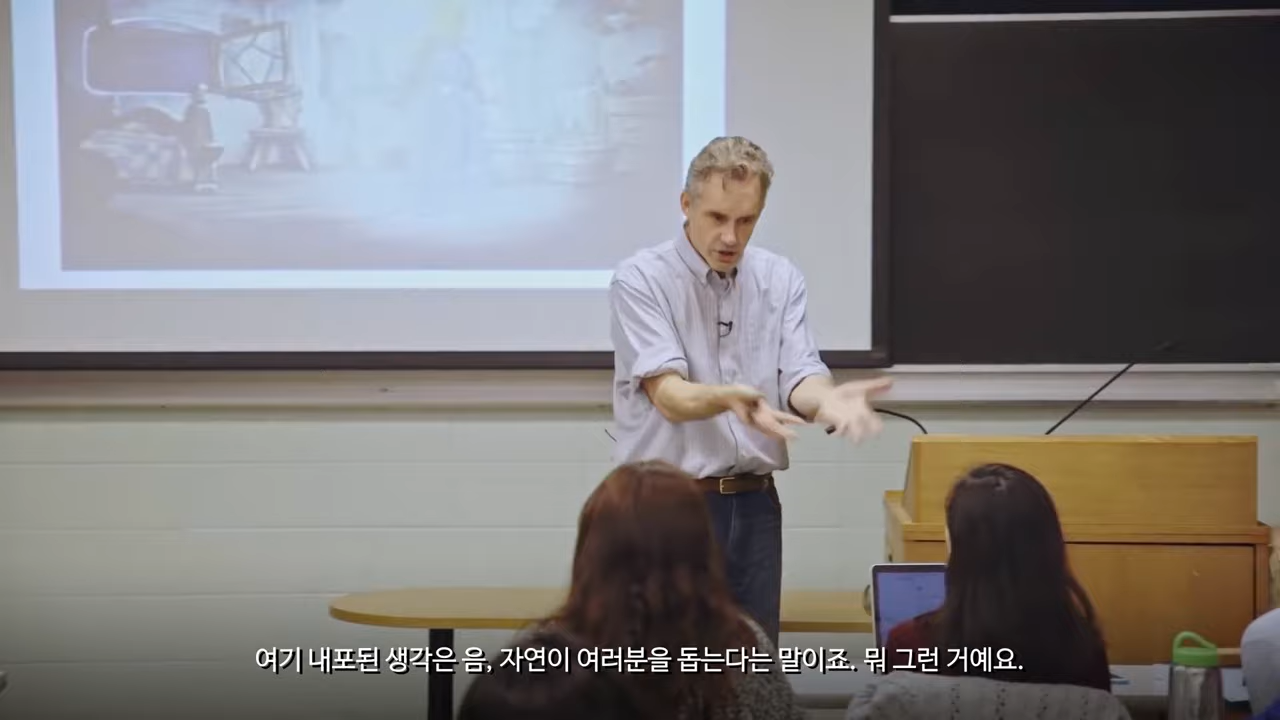 여기 내포된 생각은 음, 자연이 여러분을 돕는다는 말이죠. 뭐 그런 거예요.